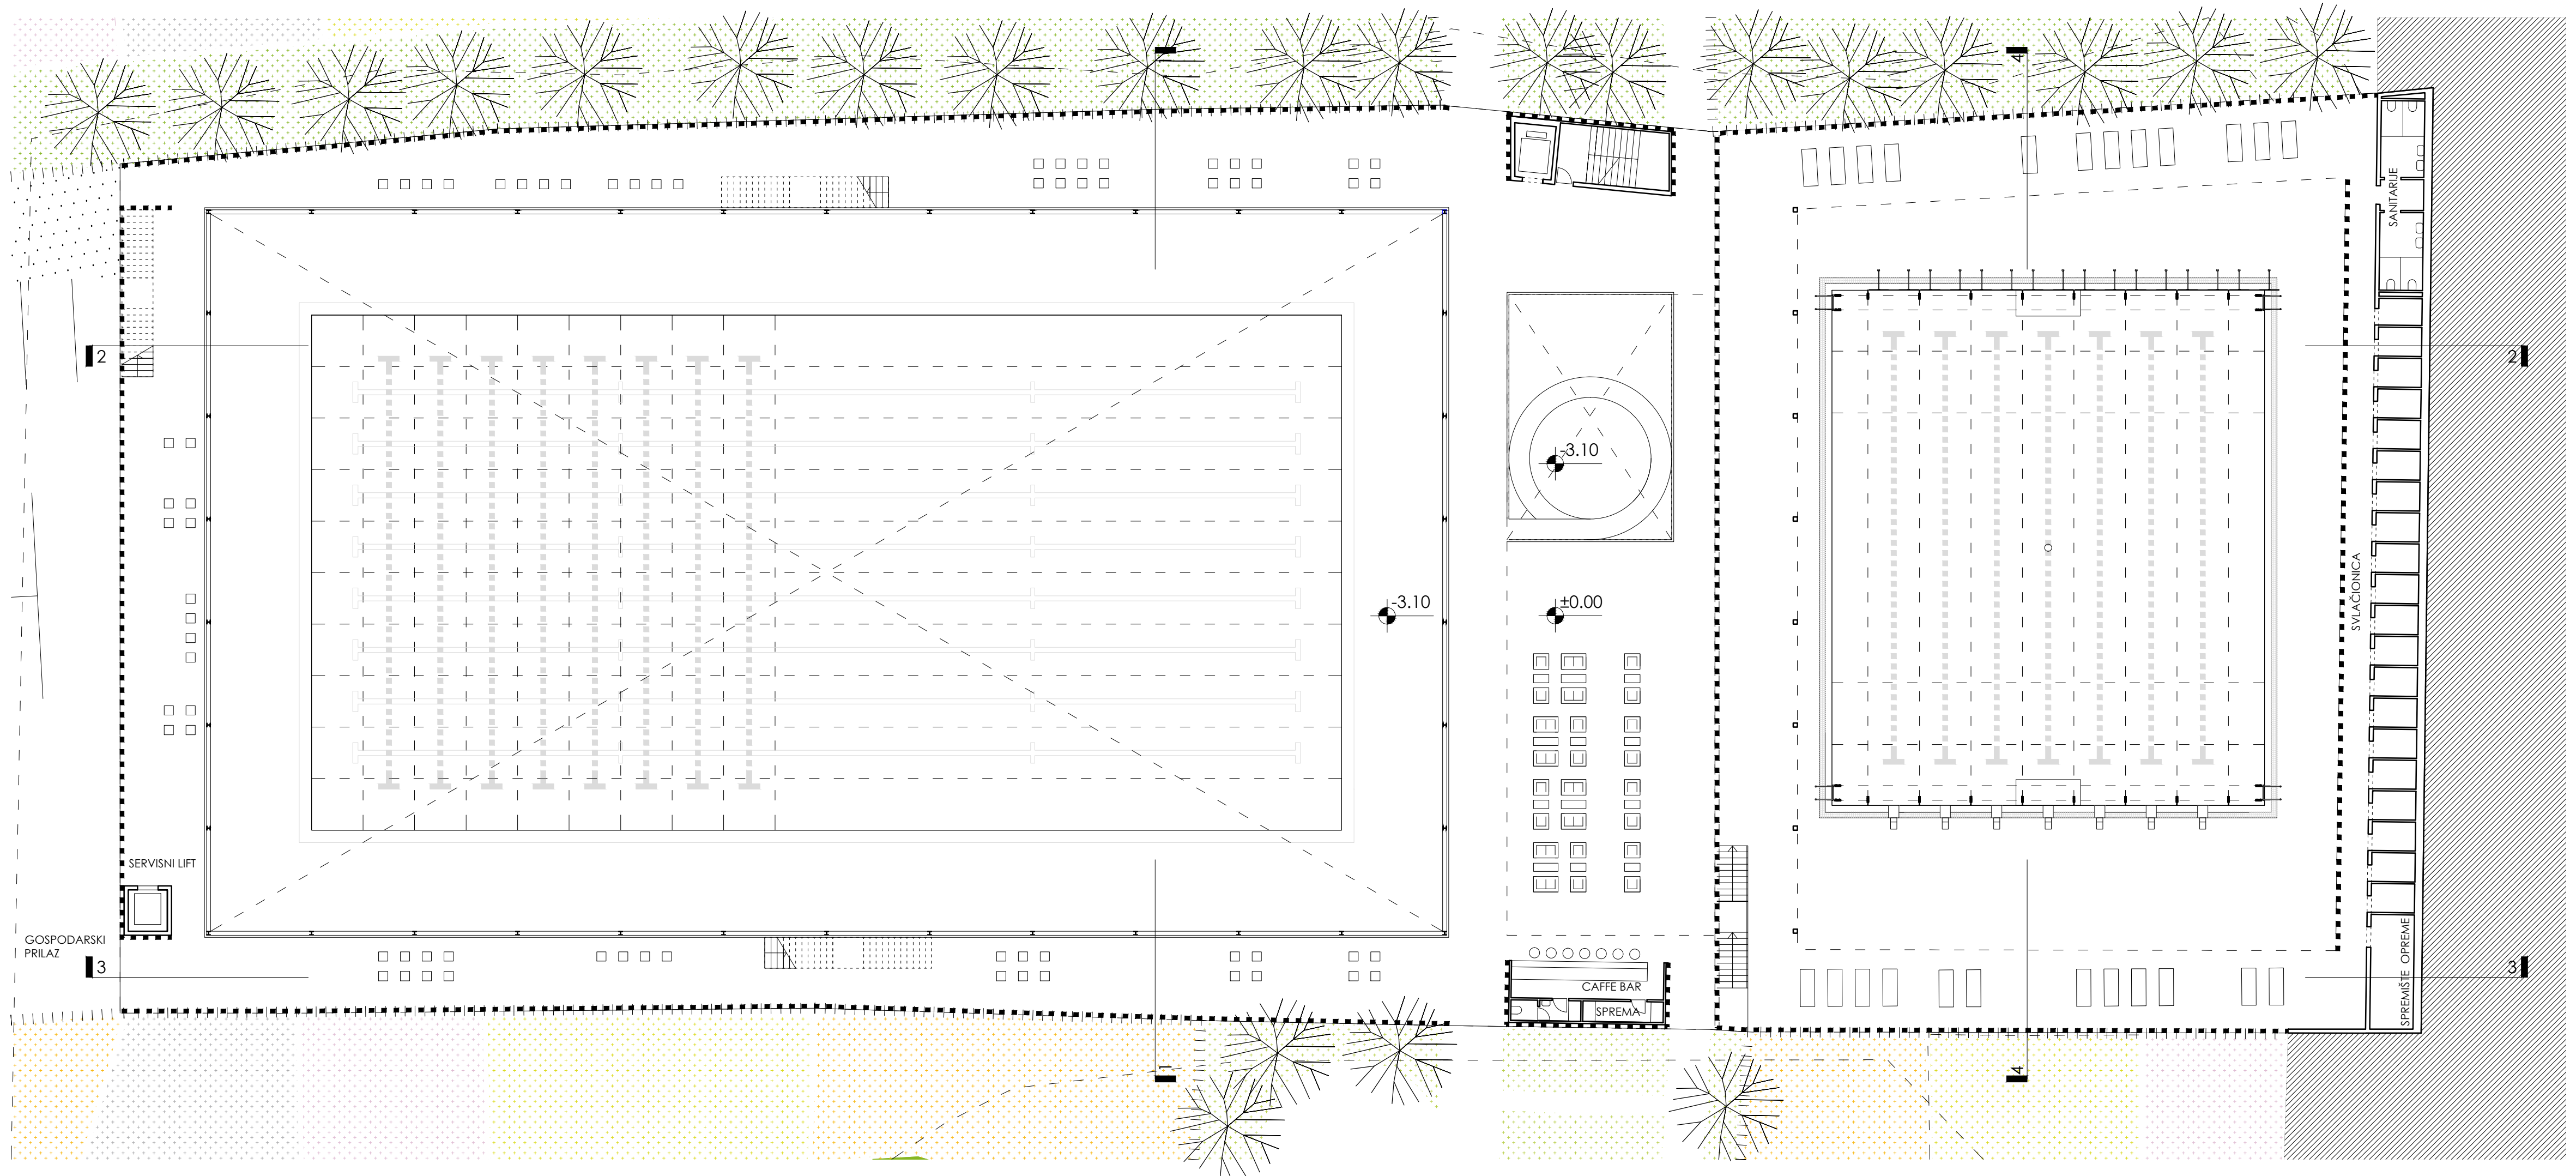 4
SANITARIJE
2
2
-3.10
-3.10
±0.00
SVLAČIONICA
SERVISNI LIFT
GOSPODARSKI
PRILAZ
3
3
CAFFE BAR
SPREMA
SPREMIŠTE OPREME
1
4